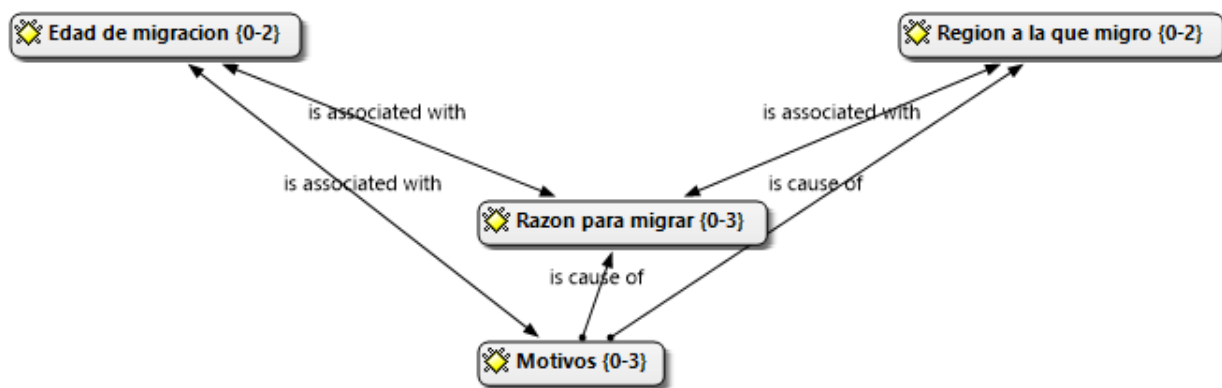 Edad de migracion {0-2}
Region a la que migro {0-2}
is associated with
is associated with
is associated with
is cause of
Razon para migrar {0-3}
is cause of
Motivos {0-3}